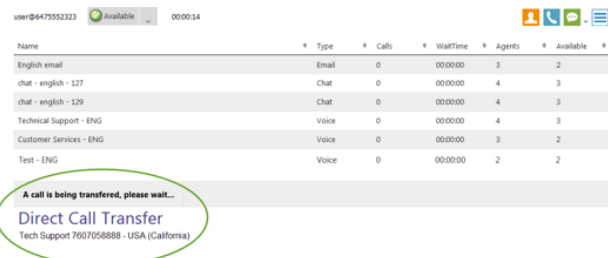 user@6475552323 Available 00:00:14
Name Type Calls WaitTime Agents Available
English email Email 0 00:00:00 3 2
chat - english - 127 Chat 0 00:00:00 4 3
chat - english - 129 Chat 0 00:00:00 4 3
Technical Support - ENG Voice 0 00:00:00 4 3
Customer Services - ENG Voice 0 00:00:00 3 2
Test - ENG Voice 0 00:00:00 2 2
A call is being transfered, please wait...
Direct Call Transfer
Tech Support 7607058888 - USA (California)